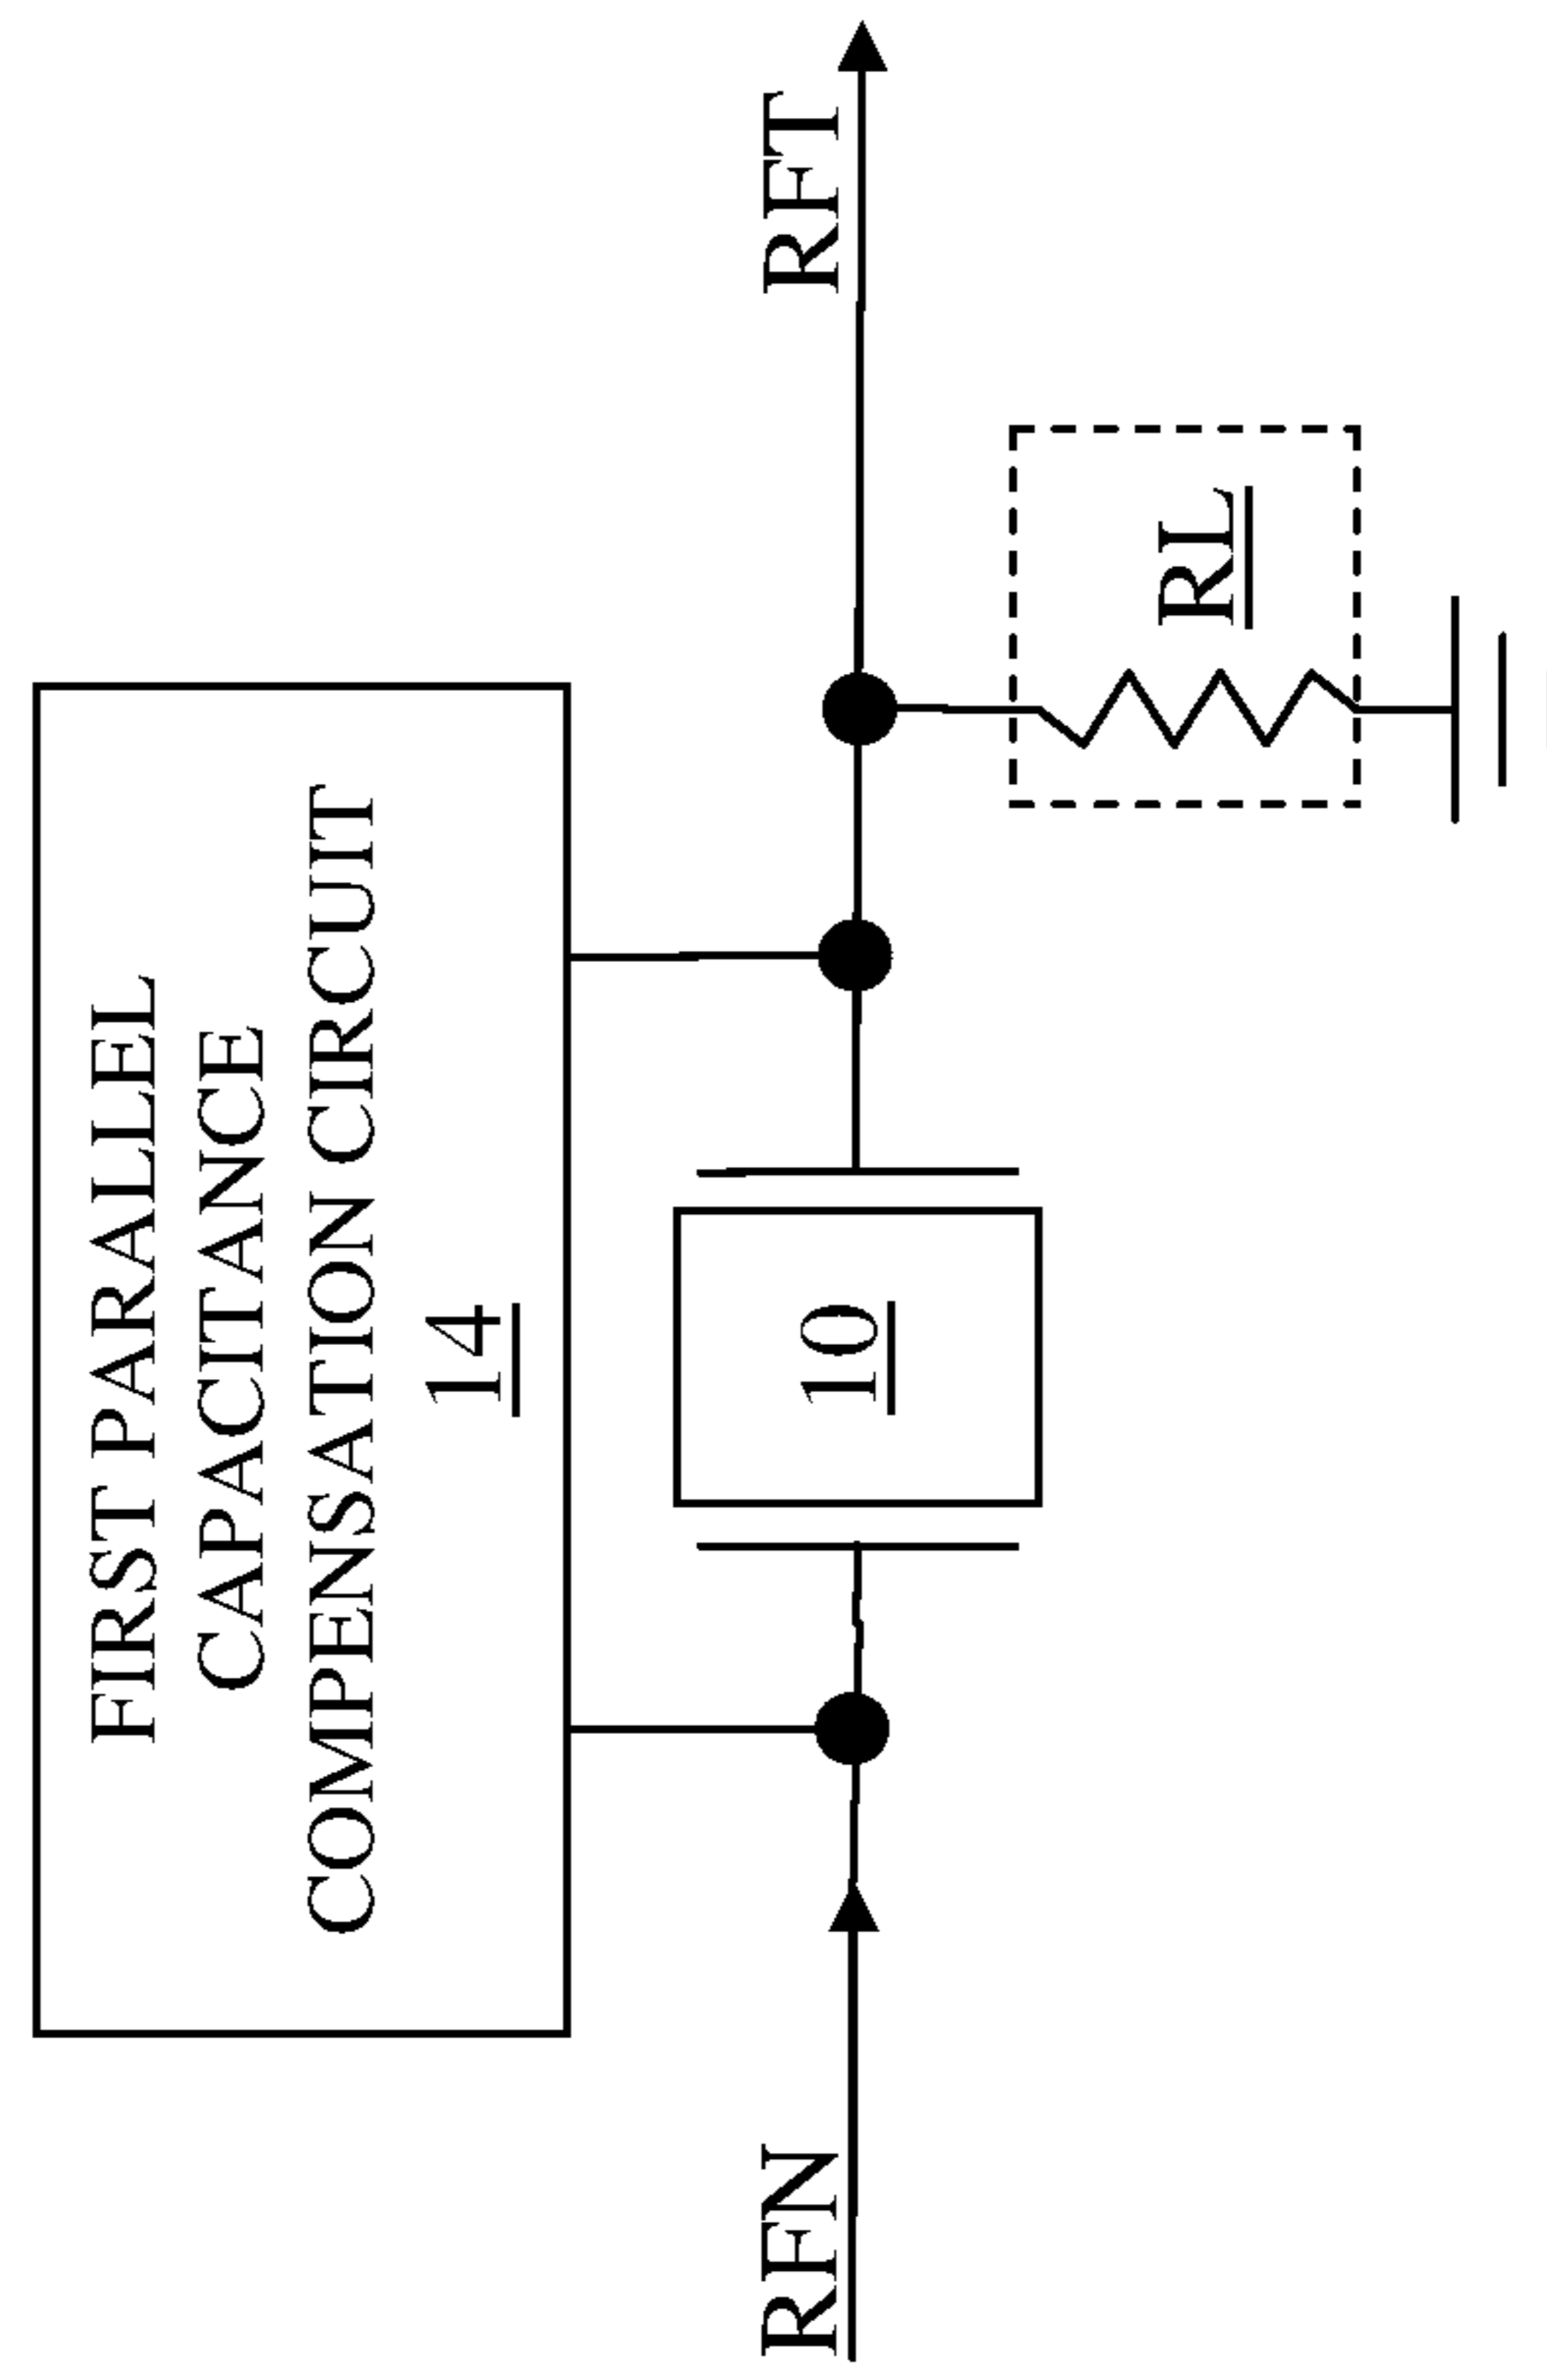 FIRST PARALLEL
CAPACITANCE
COMPENSATION CIRCUIT
14
RFN
10
RFT
RL